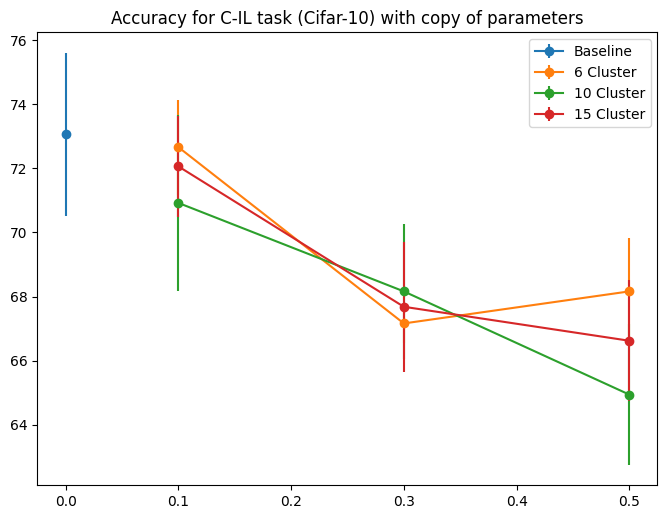 Accuracy for C-IL task (Cifar-10) with copy of parameters
76
74
72
70
68
66
64
0.0
0.1
0.2
0.3
0.4
0.5
Baseline
6 Cluster
10 Cluster
15 Cluster